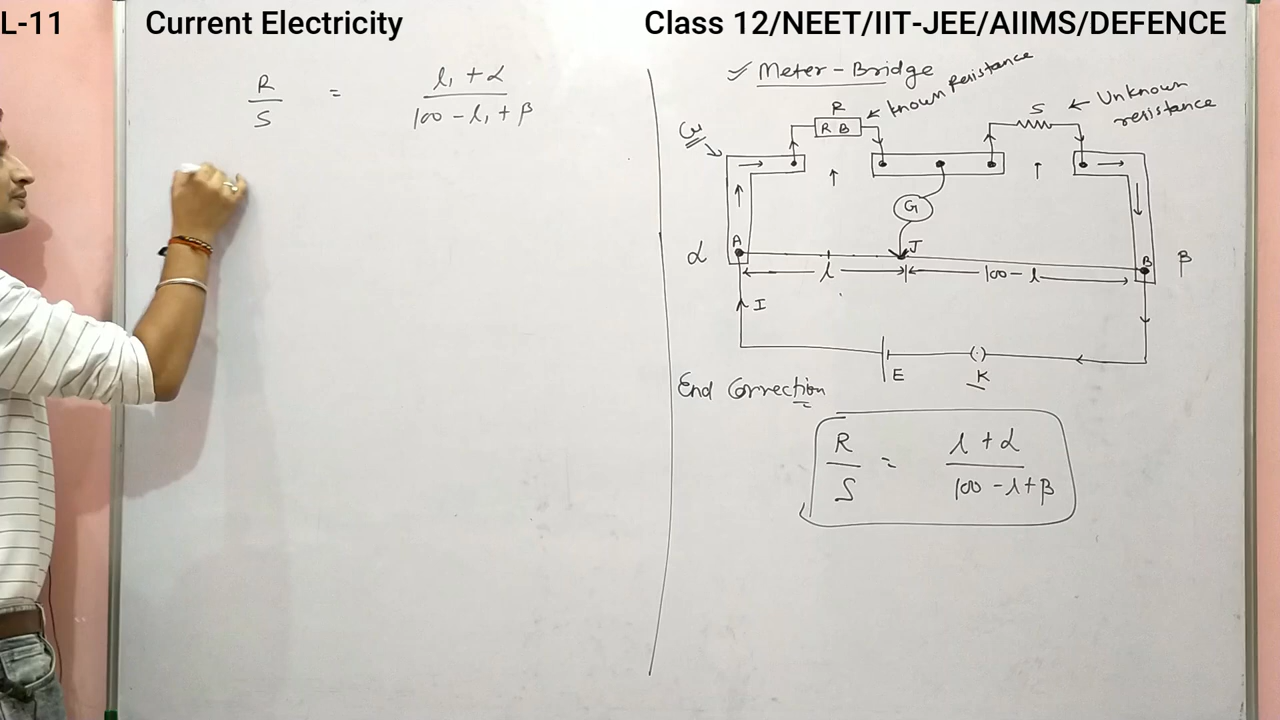 L-11 Current Electricity Class 12/NEET/IIT-JEE/AIIMS/DEFENCE
R/S = l₁ + α / 100 - l₁ + β
✓ Meter-Bridge
R
R B
← known resistance
S
← Unknown resistance
Cu
G
α
A
J
B
β
l
100 - l
I
E
K
End Correction
R/S = l + α / 100 - l + β